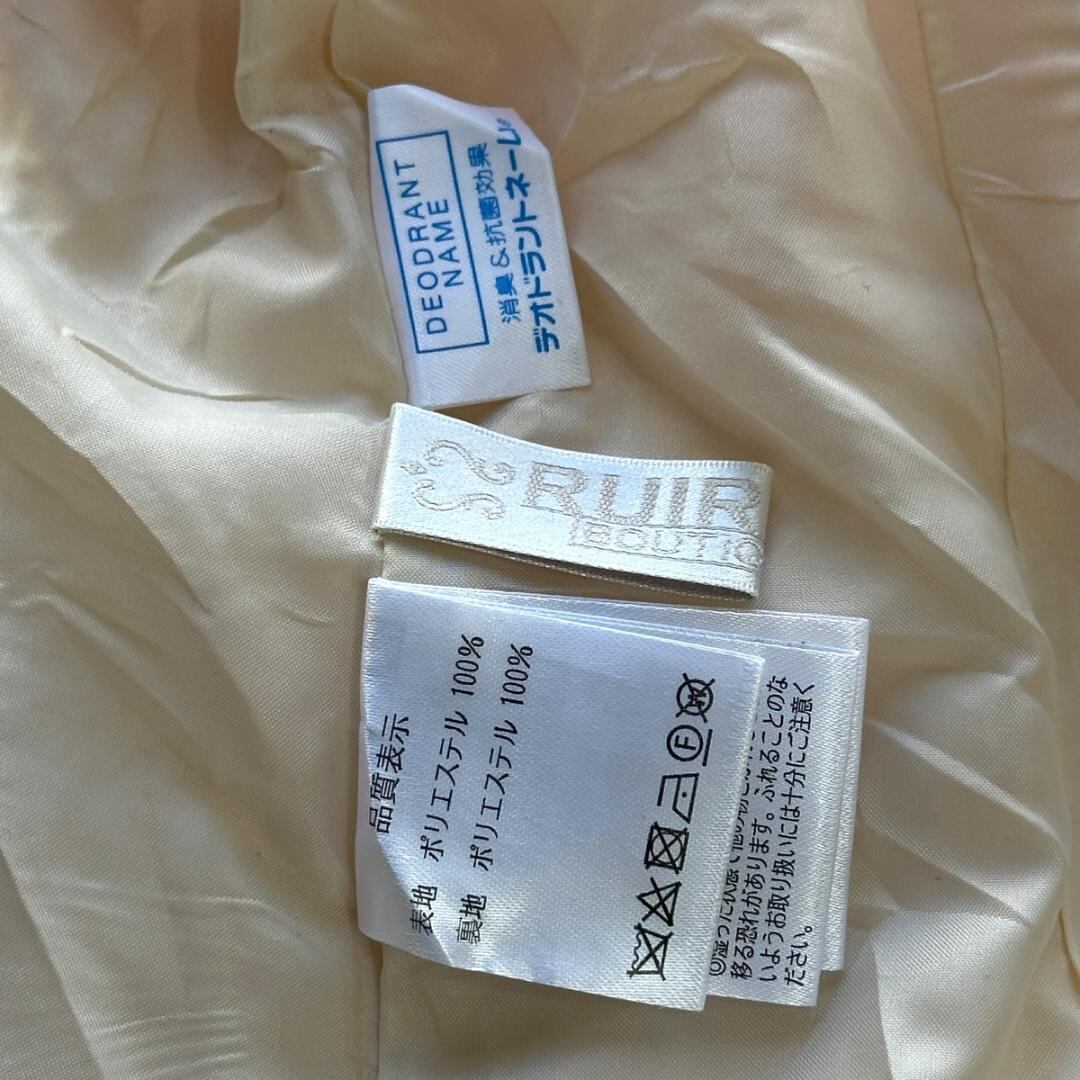 DEODRANT
NAME
消臭&抗菌効果
デオドラントネーム
RUIR
BOUTIQ
品質表示
表地 ポリエステル 100%
裏地 ポリエステル 100%
移る恐れがあります。ふれることのな
いようお取り扱いには十分にご注意く
ださい。